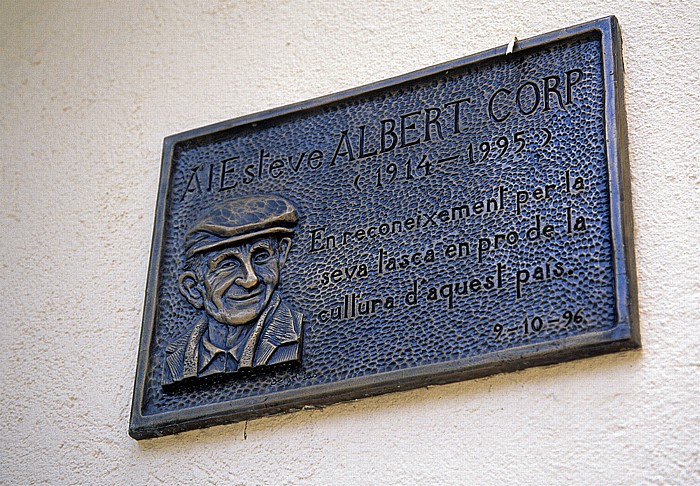 Al Esteve ALBERT CORP
(1914-1995)
En reconeixement per la
seva tasca en pro de la
cultura d'aquest país.
9-10-96